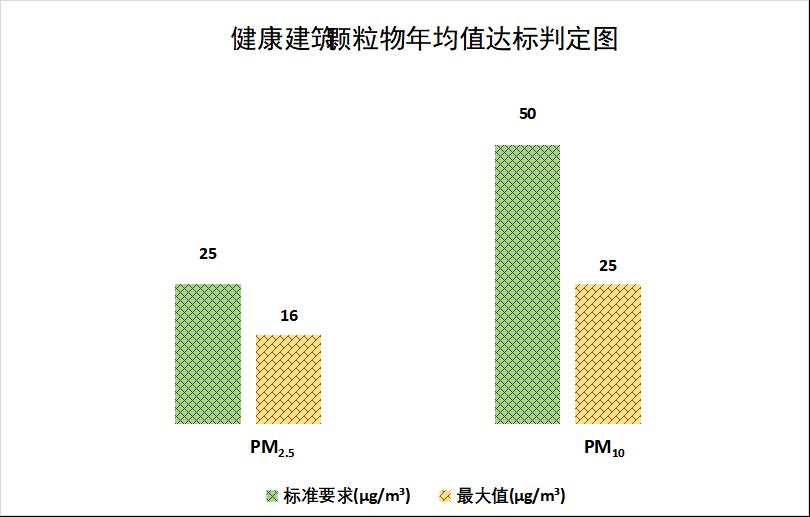 健康建筑颗粒物年均值达标判定图
50
25
25
16
PM2.5
PM10
标准要求(μg/m³)
最大值(μg/m³)